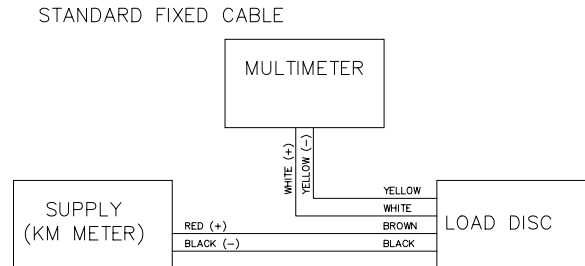 STANDARD FIXED CABLE
MULTIMETER
WHITE (+)
YELLOW (-)
YELLOW
WHITE
SUPPLY
(KM METER)
RED (+)
BROWN
BLACK (-)
BLACK
LOAD DISC